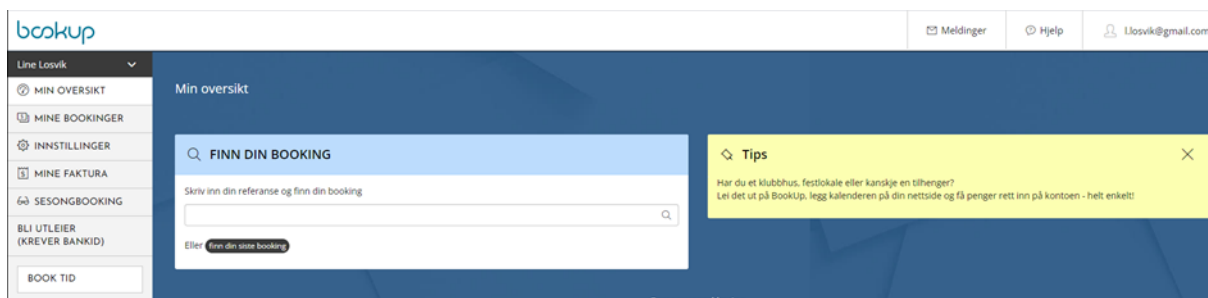 bookup
Meldinger
Hjelp
l.losvik@gmail.com
Line Losvik
MIN OVERSIKT
MINE BOOKINGER
INNSTILLINGER
MINE FAKTURA
SESONGBOOKING
BLI UTLEIER
(KREVER BANKID)
BOOK TID
Min oversikt
FINN DIN BOOKING
Skriv inn din referanse og finn din booking
Eller finn din siste booking
Tips
Har du et klubbhus, festlokale eller kanskje en tilhenger?
Lei det ut på BookUp, legg kalenderen på din nettside og få penger rett inn på kontoen - helt enkelt!